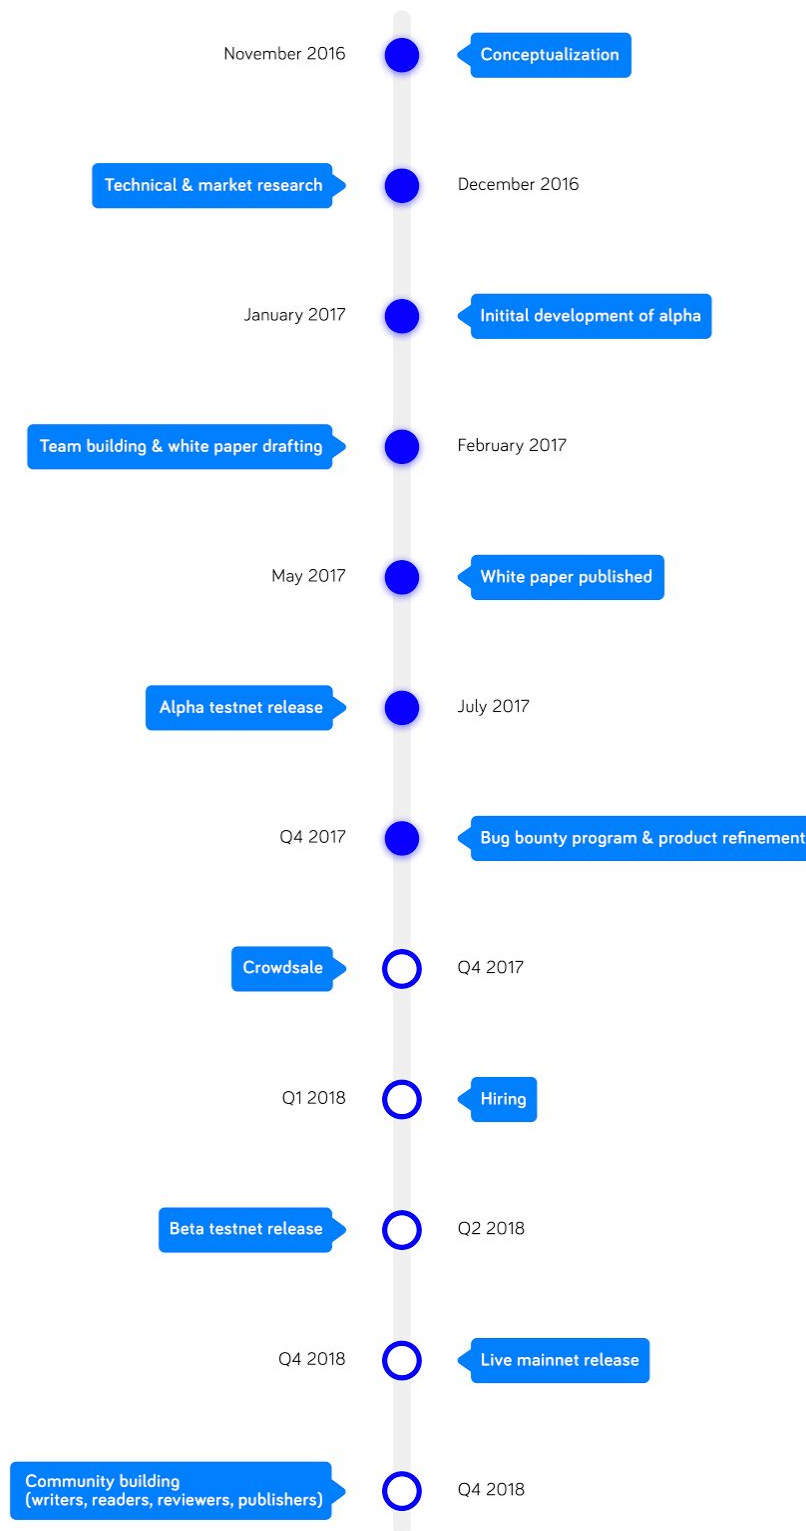 November 2016
Conceptualization
Technical & market research
December 2016
January 2017
Initital development of alpha
Team building & white paper drafting
February 2017
May 2017
White paper published
Alpha testnet release
July 2017
Q4 2017
Bug bounty program & product refinement
Crowdsale
Q4 2017
Q1 2018
Hiring
Beta testnet release
Q2 2018
Q4 2018
Live mainnet release
Community building
(writers, readers, reviewers, publishers)
Q4 2018